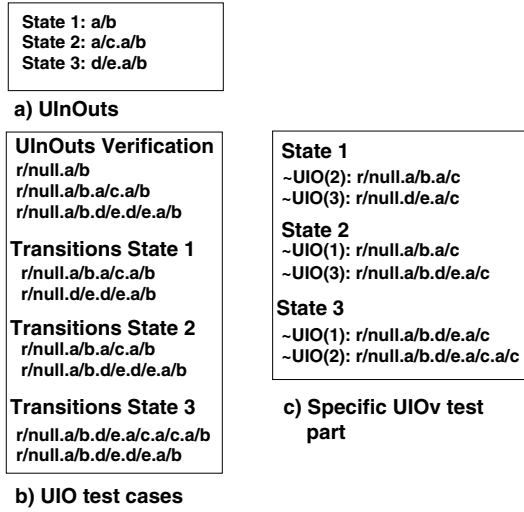 State 1: a/b
State 2: a/c.a/b
State 3: d/e.a/b
a) UInOuts
UInOuts Verification
r/null.a/b
r/null.a/b.a/c.a/b
r/null.a/b.d/e.d/e.a/b
Transitions State 1
r/null.a/b.a/c.a/b
r/null.d/e.d/e.a/b
Transitions State 2
r/null.a/b.a/c.a/b
r/null.a/b.d/e.d/e.a/b
Transitions State 3
r/null.a/b.d/e.a/c.a/c.a/b
r/null.a/b.d/e.d/e.a/b
b) UIO test cases
State 1
~UIO(2): r/null.a/b.a/c
~UIO(3): r/null.d/e.a/c
State 2
~UIO(1): r/null.a/b.a/c
~UIO(3): r/null.a/b.d/e.a/c
State 3
~UIO(1): r/null.a/b.d/e.a/c
~UIO(2): r/null.a/b.d/e.a/c.a/c
c) Specific UIOv test
part